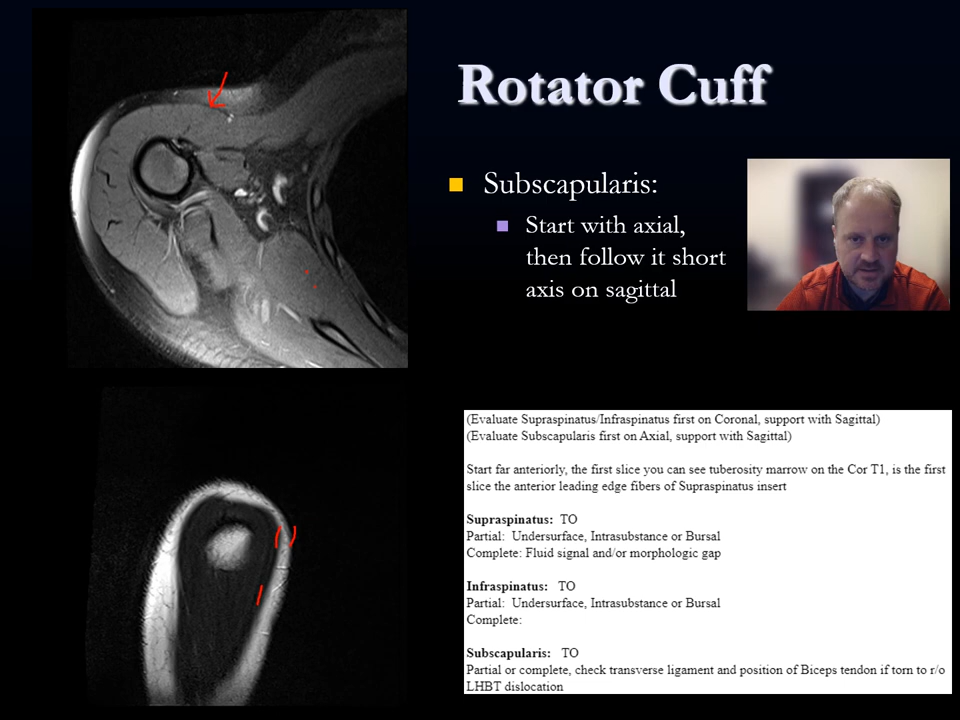 Rotator Cuff
Subscapularis:
Start with axial,
then follow it short
axis on sagittal
(Evaluate Supraspinatus/Infraspinatus first on Coronal, support with Sagittal)
(Evaluate Subscapularis first on Axial, support with Sagittal)
Start far anteriorly, the first slice you can see tuberosity marrow on the Cor T1, is the first
slice the anterior leading edge fibers of Supraspinatus insert
Supraspinatus: TO
Partial: Undersurface, Intrasubstance or Bursal
Complete: Fluid signal and/or morphologic gap
Infraspinatus: TO
Partial: Undersurface, Intrasubstance or Bursal
Complete:
Subscapularis: TO
Partial or complete, check transverse ligament and position of Biceps tendon if torn to r/o
LHBT dislocation